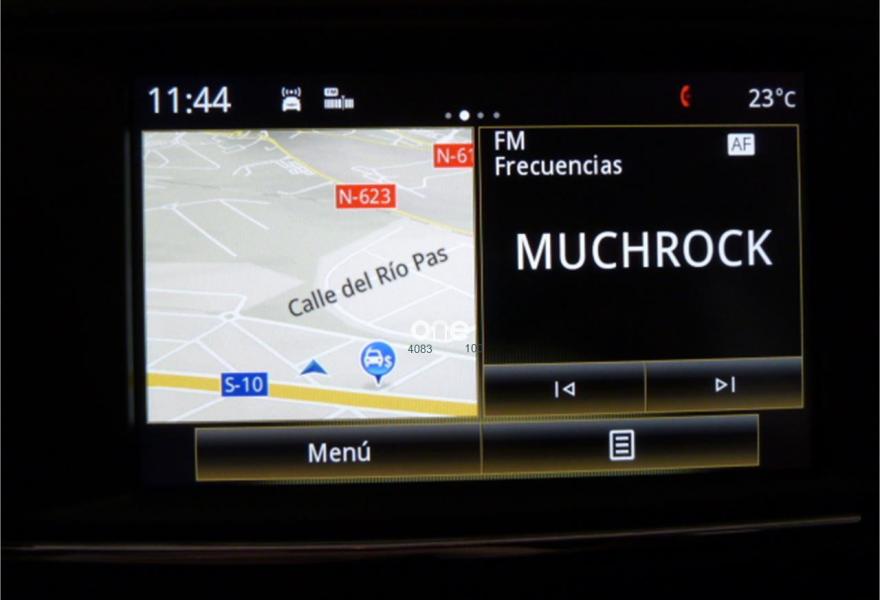 11:44
23°C
N-61
N-623
Calle del Río Pas
S-10
one
4083
FM
AF
Frecuencias
MUCHROCK
Menú